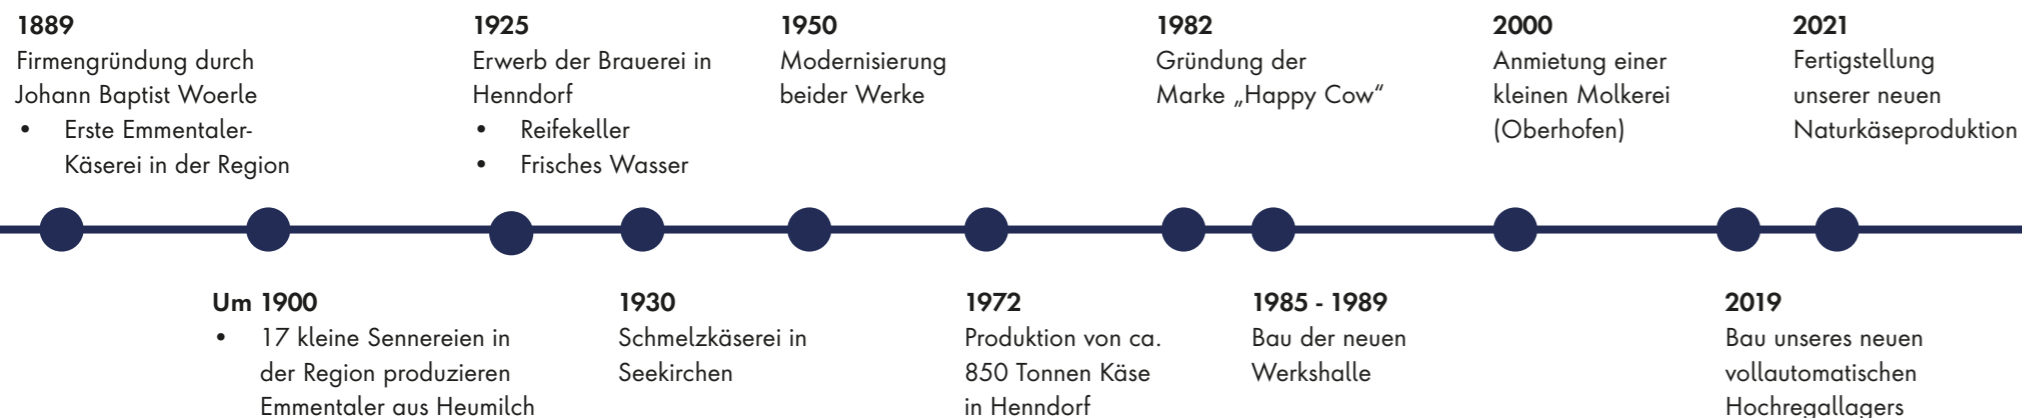 1889
Firmengründung durch
Johann Baptist Woerle
• Erste Emmentaler-
Käserei in der Region
Um 1900
• 17 kleine Sennereien in
der Region produzieren
Emmentaler aus Heumilch
1925
Erwerb der Brauerei in
Henndorf
• Reifekeller
• Frisches Wasser
1930
Schmelzkäserei in
Seekirchen
1950
Modernisierung
beider Werke
1972
Produktion von ca.
850 Tonnen Käse
in Henndorf
1982
Gründung der
Marke „Happy Cow“
1985 - 1989
Bau der neuen
Werkshalle
2000
Anmietung einer
kleinen Molkerei
(Oberhofen)
2019
Bau unseres neuen
vollautomatischen
Hochregallagers
2021
Fertigstellung
unserer neuen
Naturkäseproduktion